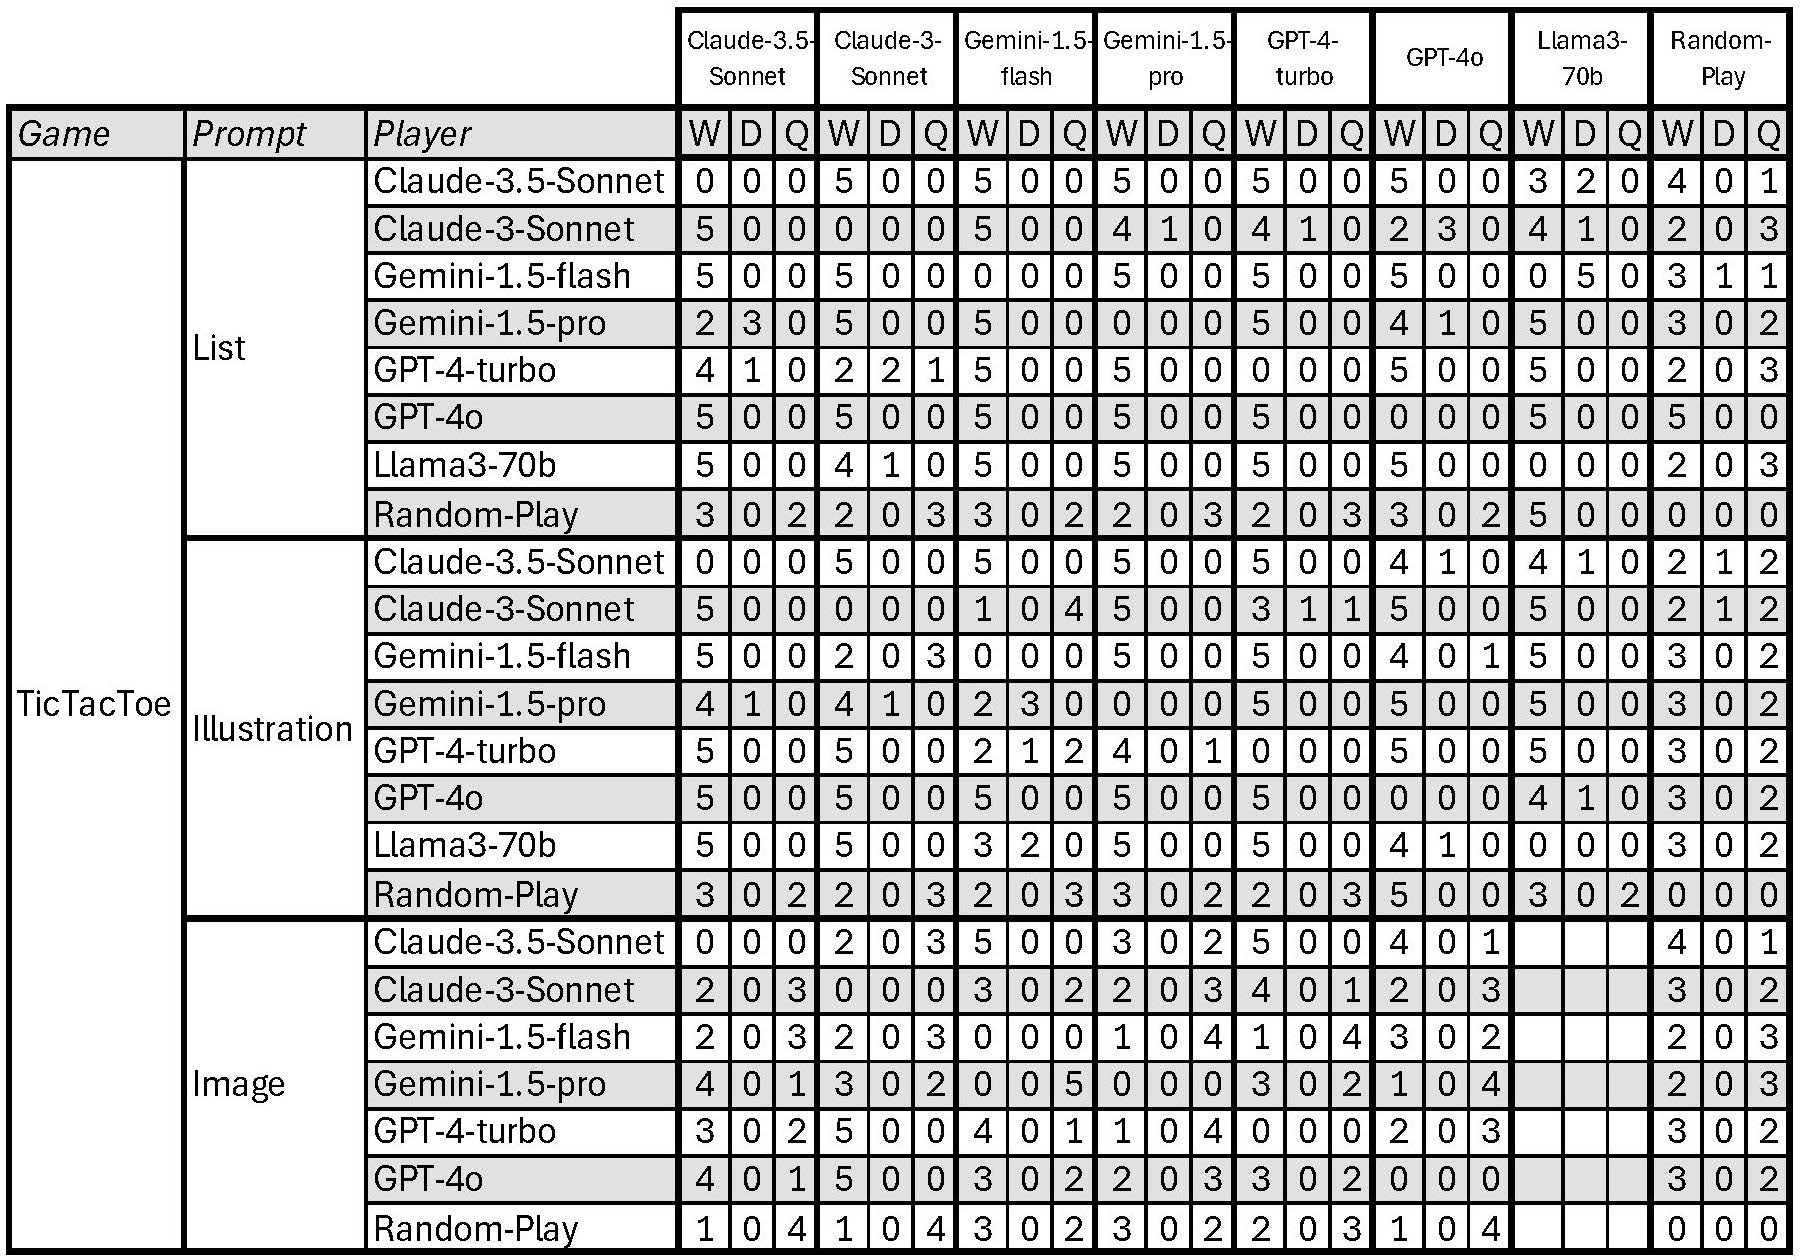 Claude-3.5-Sonnet Claude-3-Sonnet Gemini-1.5-flash Gemini-1.5-pro GPT-4-turbo GPT-4o Llama3-70b Random-Play
Game Prompt Player W D Q W D Q W D Q W D Q W D Q W D Q W D Q W D Q
TicTacToe
List
Claude-3.5-Sonnet 0 0 0 5 0 0 5 0 0 5 0 0 5 0 0 5 0 0 3 2 0 4 0 1
Claude-3-Sonnet 5 0 0 0 0 0 5 0 0 4 1 0 4 1 0 2 3 0 4 1 0 2 0 3
Gemini-1.5-flash 5 0 0 5 0 0 0 0 0 5 0 0 5 0 0 5 0 0 0 5 0 3 1 1
Gemini-1.5-pro 2 3 0 5 0 0 5 0 0 0 0 0 5 0 0 4 1 0 5 0 0 3 0 2
GPT-4-turbo 4 1 0 2 2 1 5 0 0 5 0 0 0 0 0 5 0 0 5 0 0 2 0 3
GPT-4o 5 0 0 5 0 0 5 0 0 5 0 0 5 0 0 0 0 0 5 0 0 5 0 0
Llama3-70b 5 0 0 4 1 0 5 0 0 5 0 0 5 0 0 5 0 0 0 0 0 2 0 3
Random-Play 3 0 2 2 0 3 3 0 2 2 0 3 2 0 3 3 0 2 5 0 0 0 0 0
Illustration
Claude-3.5-Sonnet 0 0 0 5 0 0 5 0 0 5 0 0 5 0 0 4 1 0 4 1 0 2 1 2
Claude-3-Sonnet 5 0 0 0 0 0 1 0 4 5 0 0 3 1 1 5 0 0 5 0 0 2 1 2
Gemini-1.5-flash 5 0 0 2 0 3 0 0 0 5 0 0 5 0 0 4 0 1 5 0 0 3 0 2
Gemini-1.5-pro 4 1 0 4 1 0 2 3 0 0 0 0 5 0 0 5 0 0 5 0 0 3 0 2
GPT-4-turbo 5 0 0 5 0 0 2 1 2 4 0 1 0 0 0 5 0 0 5 0 0 3 0 2
GPT-4o 5 0 0 5 0 0 5 0 0 5 0 0 5 0 0 0 0 0 4 1 0 3 0 2
Llama3-70b 5 0 0 5 0 0 3 2 0 5 0 0 5 0 0 4 1 0 0 0 0 3 0 2
Random-Play 3 0 2 2 0 3 2 0 3 3 0 2 2 0 3 5 0 0 3 0 2 0 0 0
Image
Claude-3.5-Sonnet 0 0 0 2 0 3 5 0 0 3 0 2 5 0 0 4 0 1 4 0 1
Claude-3-Sonnet 2 0 3 0 0 0 3 0 2 2 0 3 4 0 1 2 0 3 3 0 2
Gemini-1.5-flash 2 0 3 2 0 3 0 0 0 1 0 4 1 0 4 3 0 2 2 0 3
Gemini-1.5-pro 4 0 1 3 0 2 0 0 5 0 0 0 3 0 2 1 0 4 2 0 3
GPT-4-turbo 3 0 2 5 0 0 4 0 1 1 0 4 0 0 0 2 0 3 3 0 2
GPT-4o 4 0 1 5 0 0 3 0 2 2 0 3 3 0 2 0 0 0 3 0 2
Random-Play 1 0 4 1 0 4 3 0 2 3 0 2 2 0 3 1 0 4 0 0 0